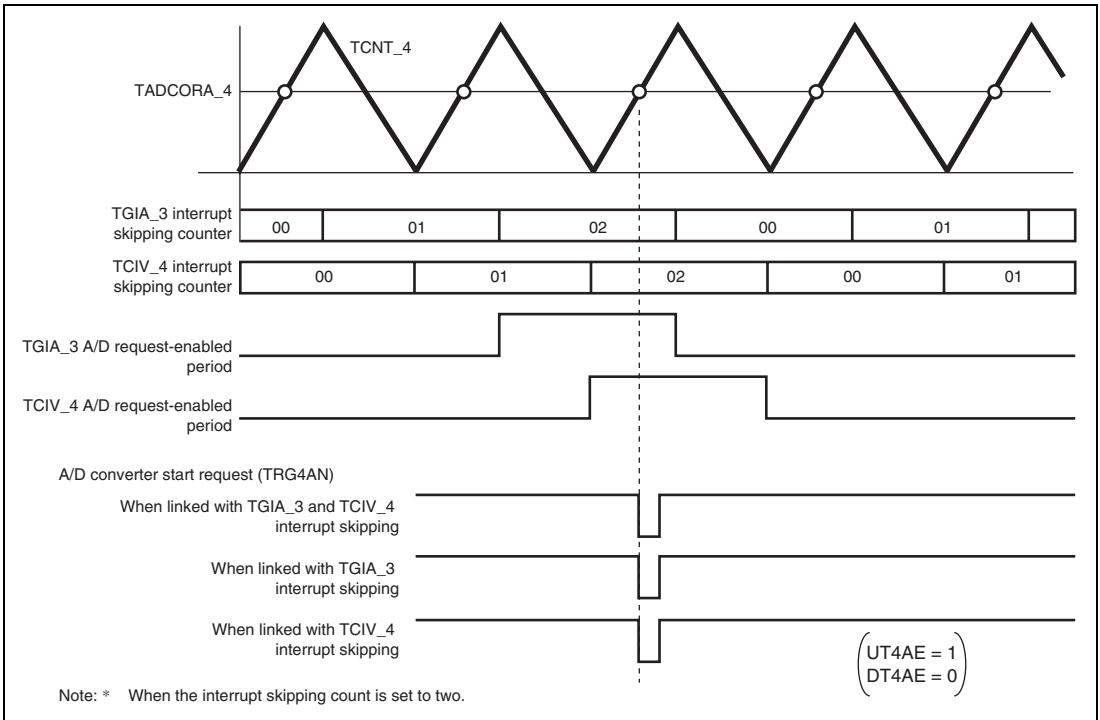 TCNT_4
TADCORA_4
TGIA_3 interrupt
skipping counter
00 01 02 00 01
TCIV_4 interrupt
skipping counter
00 01 02 00 01
TGIA_3 A/D request-enabled
period
TCIV_4 A/D request-enabled
period
A/D converter start request (TRG4AN)
When linked with TGIA_3 and TCIV_4
interrupt skipping
When linked with TGIA_3
interrupt skipping
When linked with TCIV_4
interrupt skipping
UT4AE = 1
DT4AE = 0
Note: * When the interrupt skipping count is set to two.